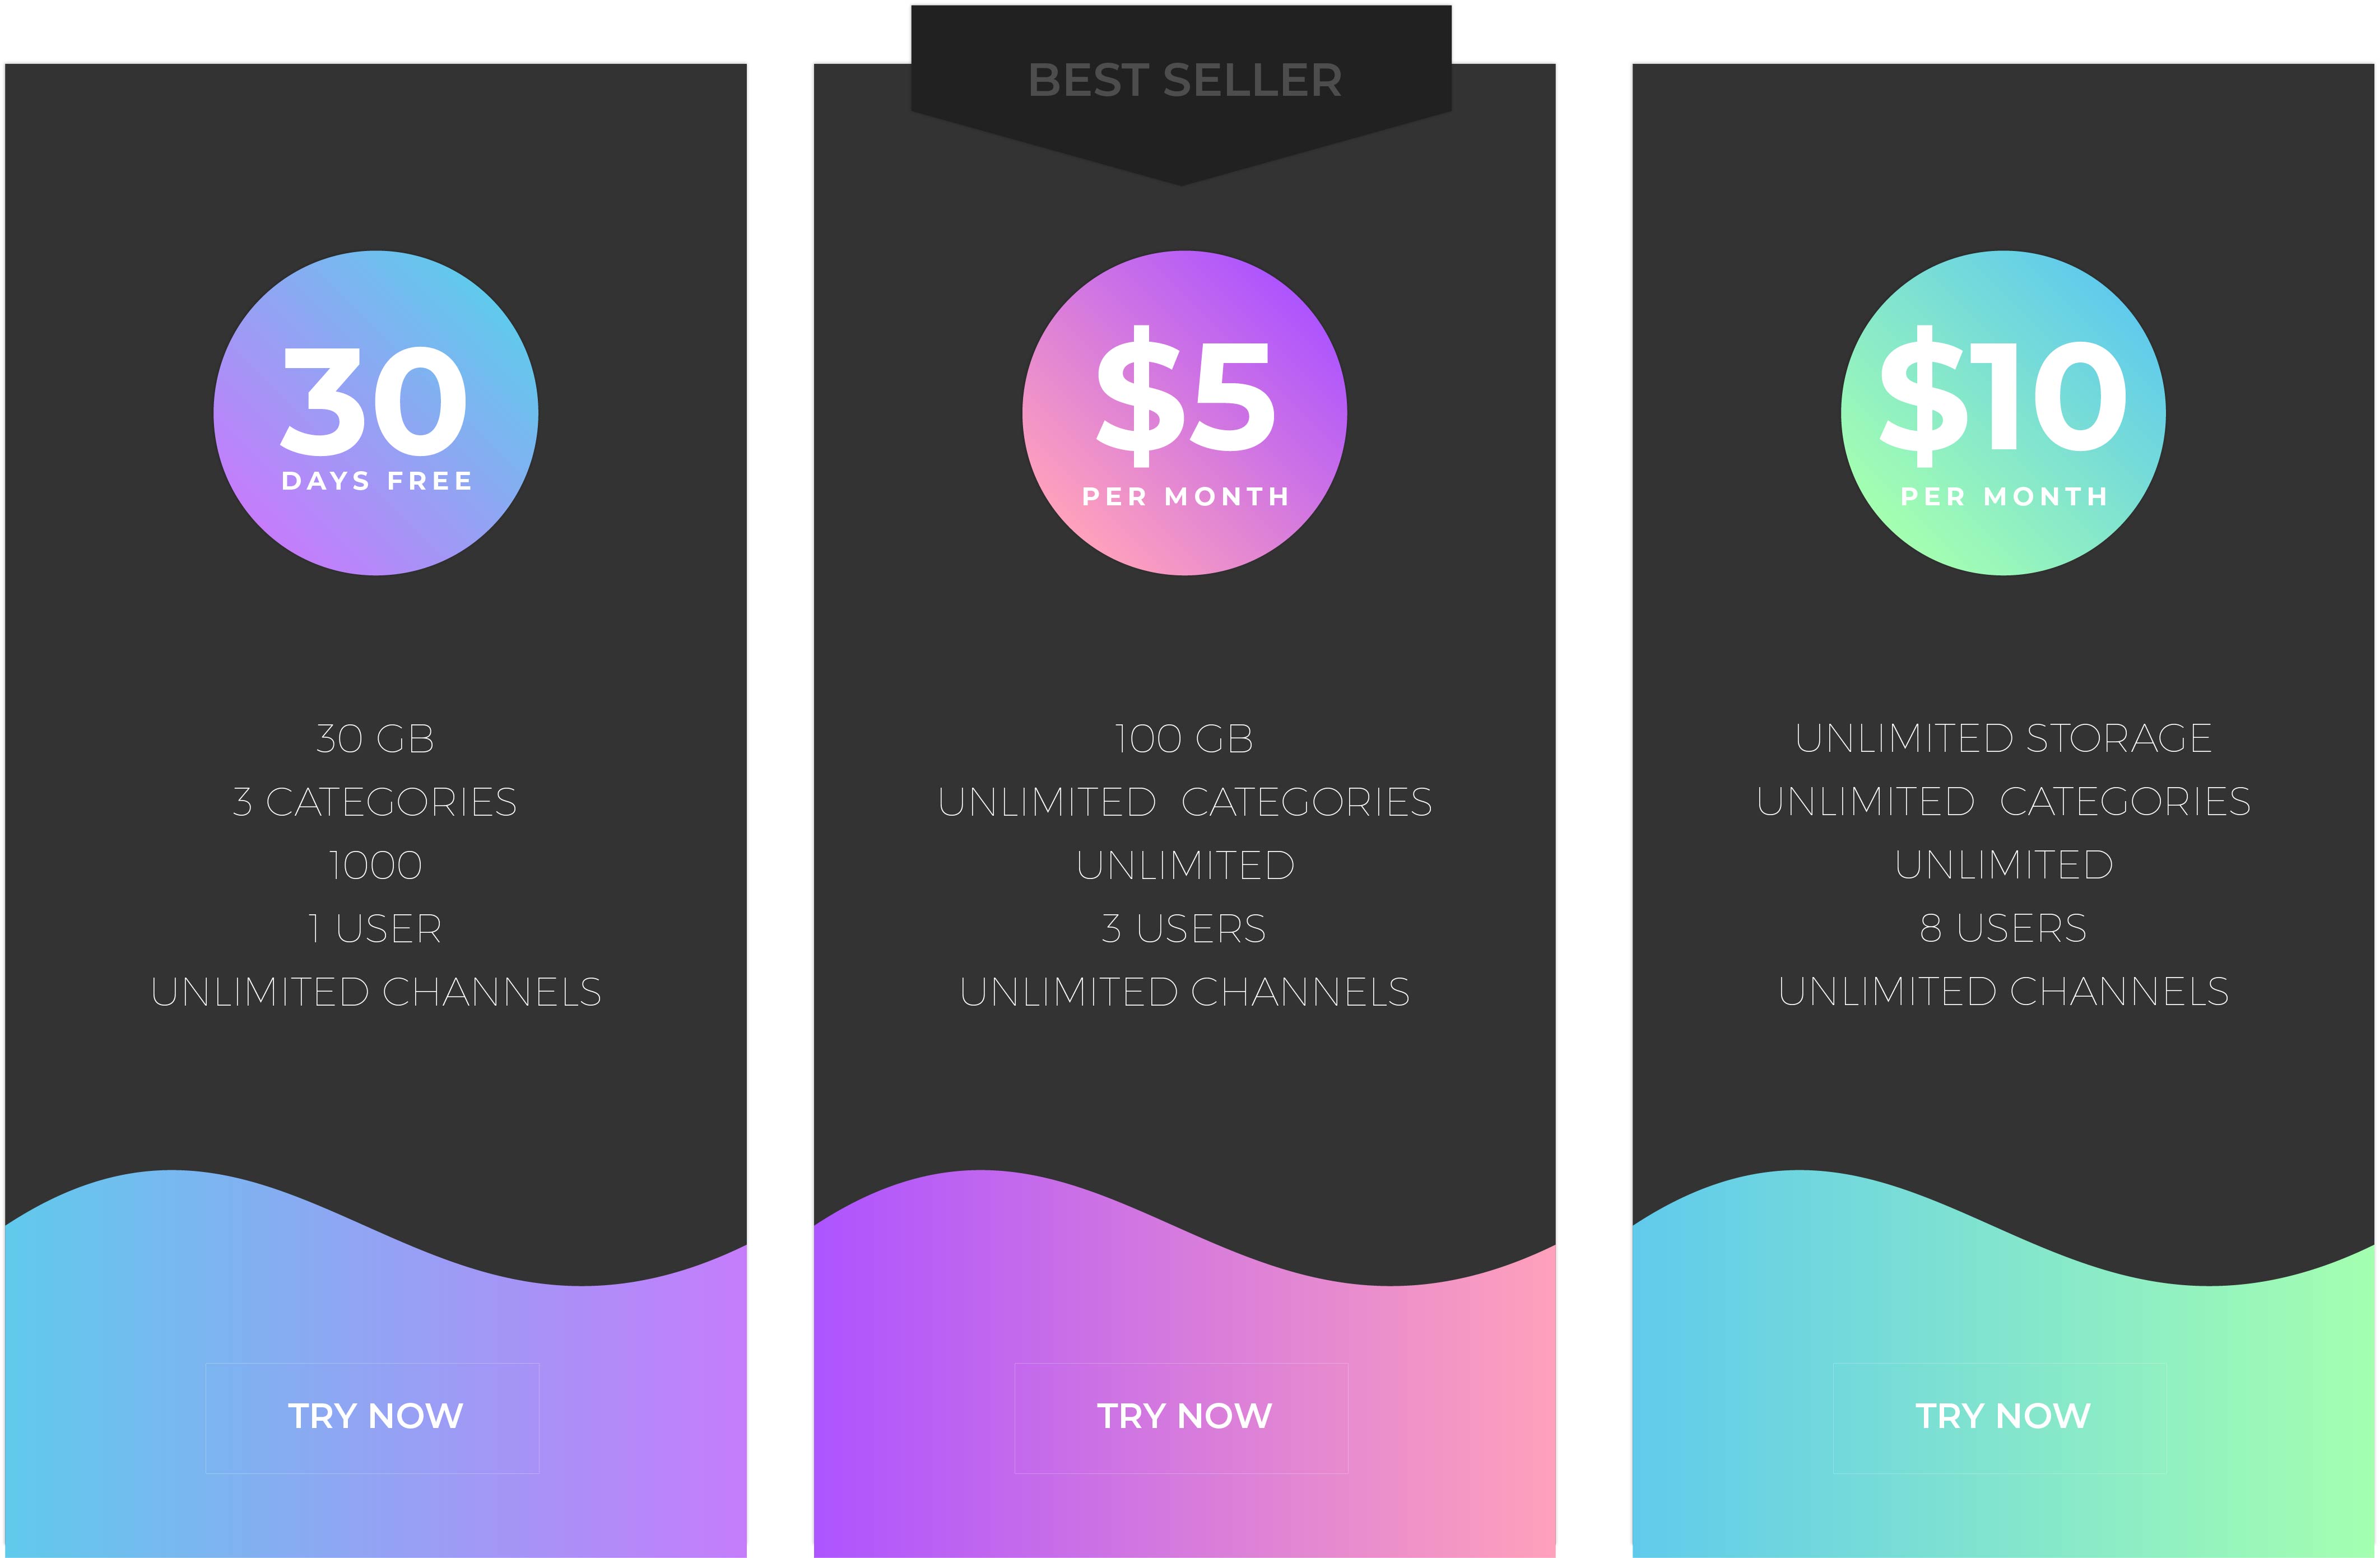 30
DAYS FREE
30 GB
3 CATEGORIES
1000
1 USER
UNLIMITED CHANNELS
TRY NOW
BEST SELLER
$5
PER MONTH
100 GB
UNLIMITED CATEGORIES
UNLIMITED
3 USERS
UNLIMITED CHANNELS
TRY NOW
$10
PER MONTH
UNLIMITED STORAGE
UNLIMITED CATEGORIES
UNLIMITED
8 USERS
UNLIMITED CHANNELS
TRY NOW